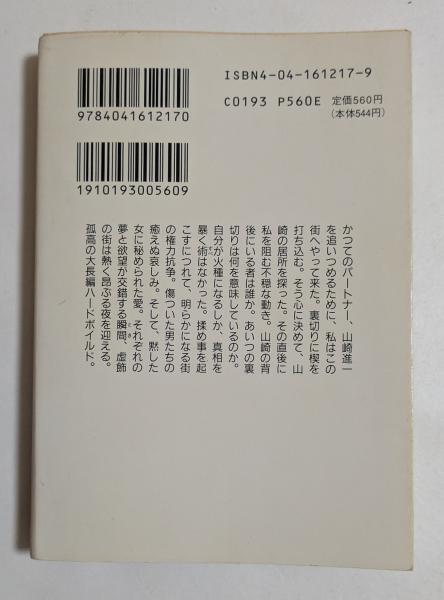 ISBN4-04-161217-9
C0193 P560E 定価560円
(本体544円)
9784041612170
1910193005609
かつてのパートナー、山崎進一
を追いつめるために、私はこの
街へやって来た。裏切りに楔を
打ち込む。そう心に決めて、山
崎の居所を探った。その直後に
私を阻む不穏な動き。山崎の背
後にいる者は誰か。あいつの裏
切りは何を意味しているのか。
自分が火種になるしか、真相を
暴く術はなかった。揉め事を起
こすにつれて、明らかになる街
の権力抗争。傷ついた男たちの
癒えぬ哀しみ。そして、黙した
女に秘められた愛。それぞれの
夢と欲望が交錯する瞬間、虚飾
の街は熱く昂ぶる夜を迎える。
孤高の大長編ハードボイルド。